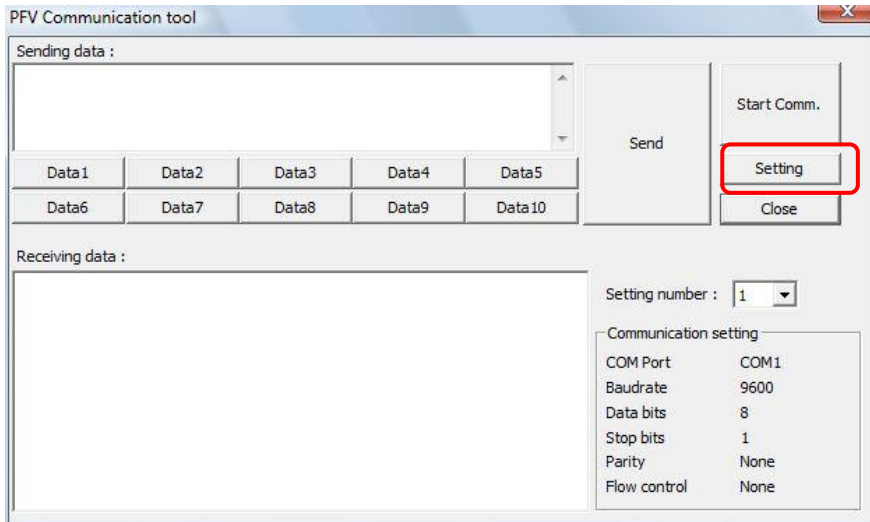 PFV Communication tool
Sending data :
Send
Start Comm.
Setting
Close
Data1 Data2 Data3 Data4 Data5
Data6 Data7 Data8 Data9 Data10
Receiving data :
Setting number : 1
Communication setting
COM Port COM1
Baudrate 9600
Data bits 8
Stop bits 1
Parity None
Flow control None